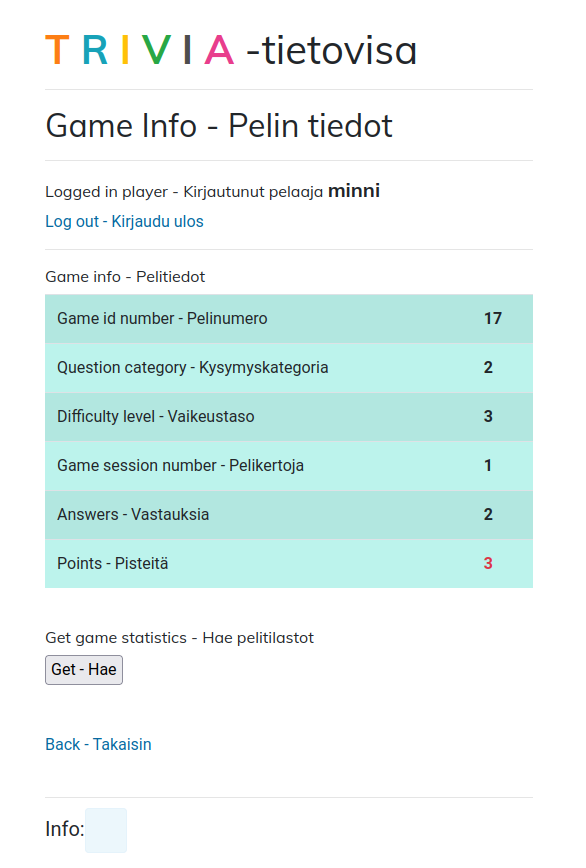 T R I V I A -tietovisa
Game Info - Pelin tiedot
Logged in player - Kirjautunut pelaaja minni
Log out - Kirjaudu ulos
Game info - Pelitiedot
Game id number - Pelinumero 17
Question category - Kysymyskategoria 2
Difficulty level - Vaikeustaso 3
Game session number - Pelikertoja 1
Answers - Vastauksia 2
Points - Pisteitä 3
Get game statistics - Hae pelitilastot
Get - Hae
Back - Takaisin
Info: